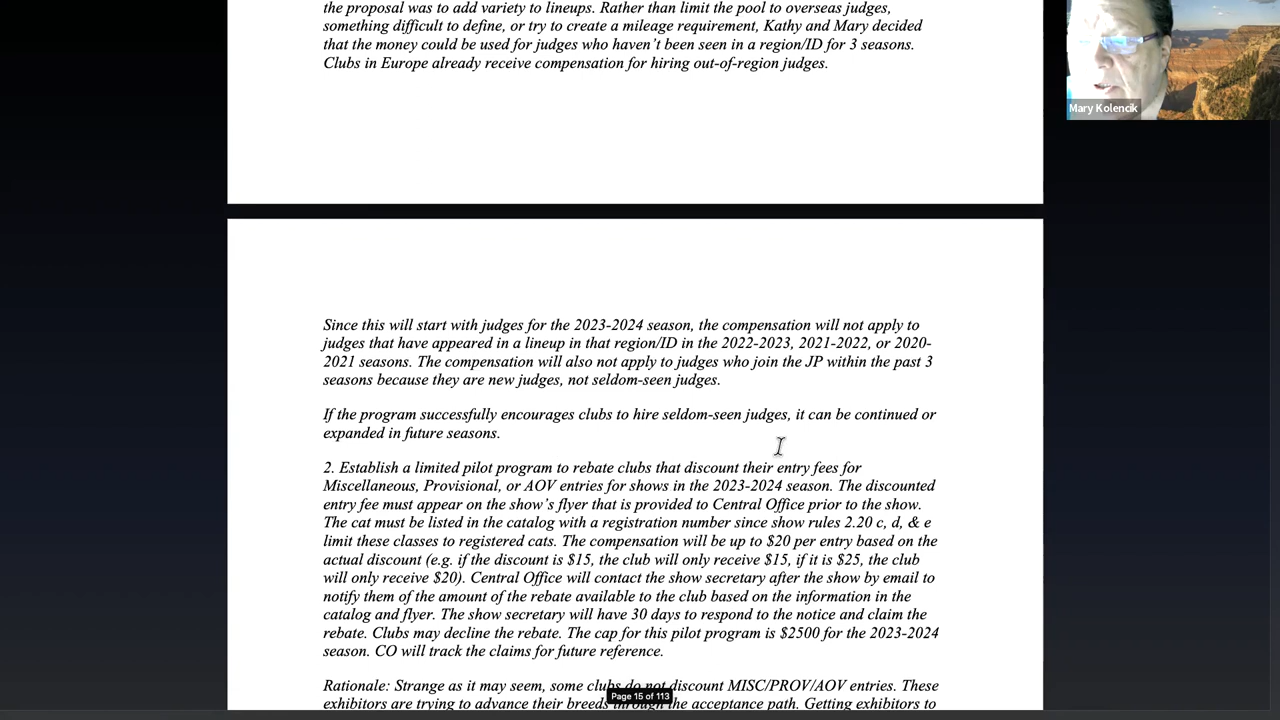 the proposal was to add variety to lineups. Rather than limit the pool to overseas judges,
something difficult to define, or try to create a mileage requirement, Kathy and Mary decided
that the money could be used for judges who haven't been seen in a region/ID for 3 seasons.
Clubs in Europe already receive compensation for hiring out-of-region judges.
Mary Kolencik
Since this will start with judges for the 2023-2024 season, the compensation will not apply to
judges that have appeared in a lineup in that region/ID in the 2022-2023, 2021-2022, or 2020-
2021 seasons. The compensation will also not apply to judges who join the JP within the past 3
seasons because they are new judges, not seldom-seen judges.
If the program successfully encourages clubs to hire seldom-seen judges, it can be continued or
expanded in future seasons.
2. Establish a limited pilot program to rebate clubs that discount their entry fees for
Miscellaneous, Provisional, or AOV entries for shows in the 2023-2024 season. The discounted
entry fee must appear on the show's flyer that is provided to Central Office prior to the show.
The cat must be listed in the catalog with a registration number since show rules 2.20 c, d, & e
limit these classes to registered cats. The compensation will be up to $20 per entry based on the
actual discount (e.g. if the discount is $15, the club will only receive $15, if it is $25, the club
will only receive $20). Central Office will contact the show secretary after the show by email to
notify them of the amount of the rebate available to the club based on the information in the
catalog and flyer. The show secretary will have 30 days to respond to the notice and claim the
rebate. Clubs may decline the rebate. The cap for this pilot program is $2500 for the 2023-2024
season. CO will track the claims for future reference.
Rationale: Strange as it may seem, some clubs do not discount MISC/PROV/AOV entries. These
Page 15 of 113
exhibitors are trying to advance their breeds through the acceptance path. Getting exhibitors to